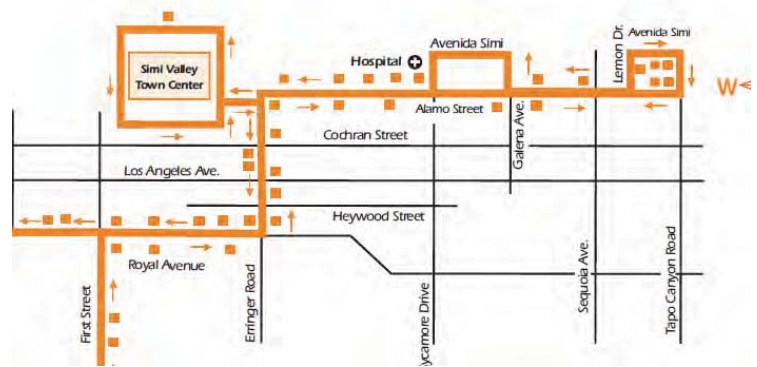 Avenida Simi
Lemon Dr.
Avenida Simi
Hospital
Simi Valley
Town Center
W
Alamo Street
Galena Ave.
Cochran Street
Los Angeles Ave.
Heywood Street
Royal Avenue
First Street
Erringer Road
ycamore Drive
Sequoia Ave.
Tapo Canyon Road